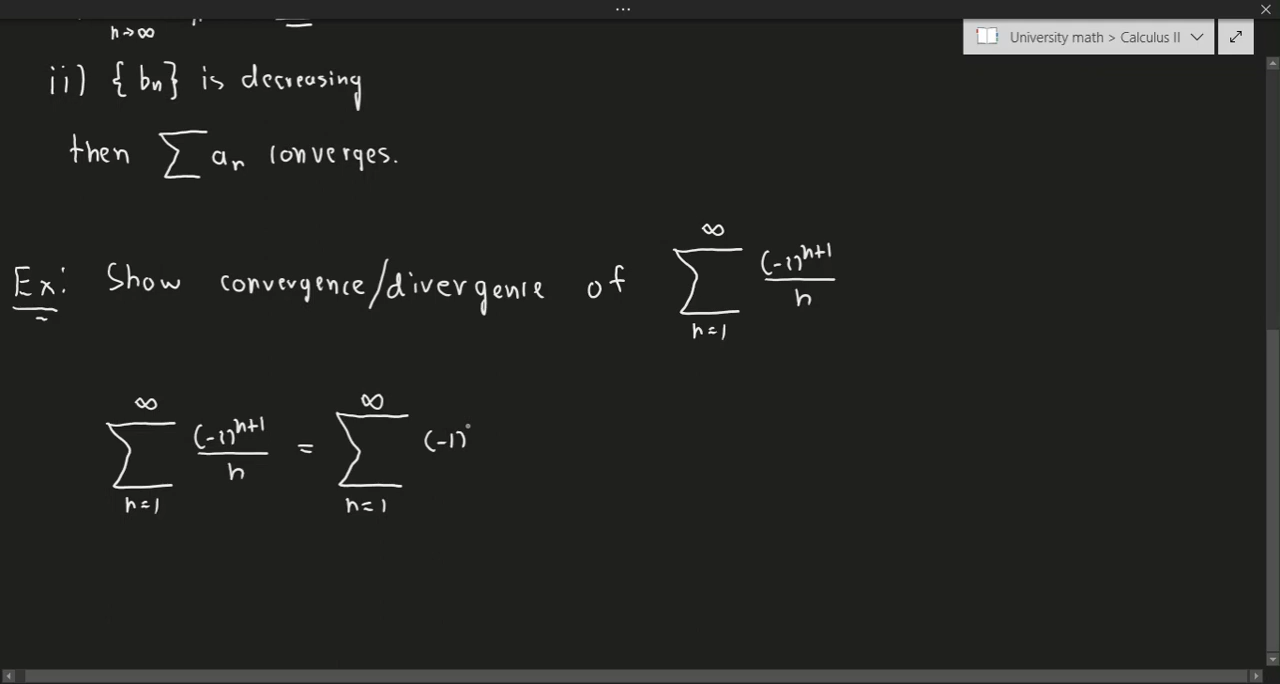 University math > Calculus II
n→∞
ii) {bn} is decreasing
then ∑ an converges.
Ex: Show convergence/divergence of ∑_{n=1}^{∞} (-1)^{n+1}/n
∑_{n=1}^{∞} (-1)^{n+1}/n = ∑_{n=1}^{∞} (-1)